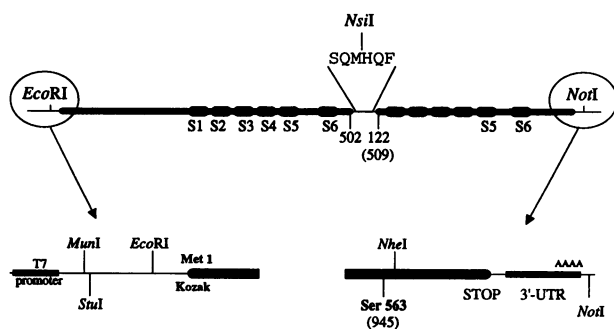 NsiI
SQMHQF
EcoRI
NotI
S1 S2 S3 S4 S5 S6 502 122 S5 S6
(509)
T7
promoter
MunI
EcoRI
Met 1
StuI
Kozak
NheI
AAAA
Ser 563
(945)
STOP
3'-UTR
NotI